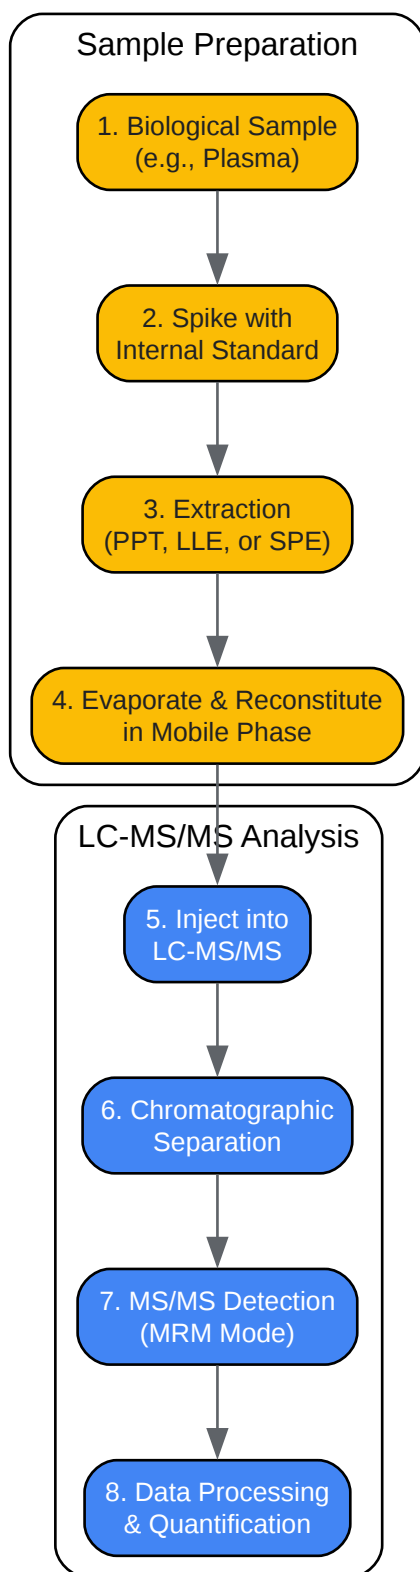 Sample Preparation
1. Biological Sample
(e.g., Plasma)
2. Spike with
Internal Standard
3. Extraction
(PPT, LLE, or SPE)
4. Evaporate & Reconstitute
in Mobile Phase
LC-MS/MS Analysis
5. Inject into
LC-MS/MS
6. Chromatographic
Separation
7. MS/MS Detection
(MRM Mode)
8. Data Processing
& Quantification